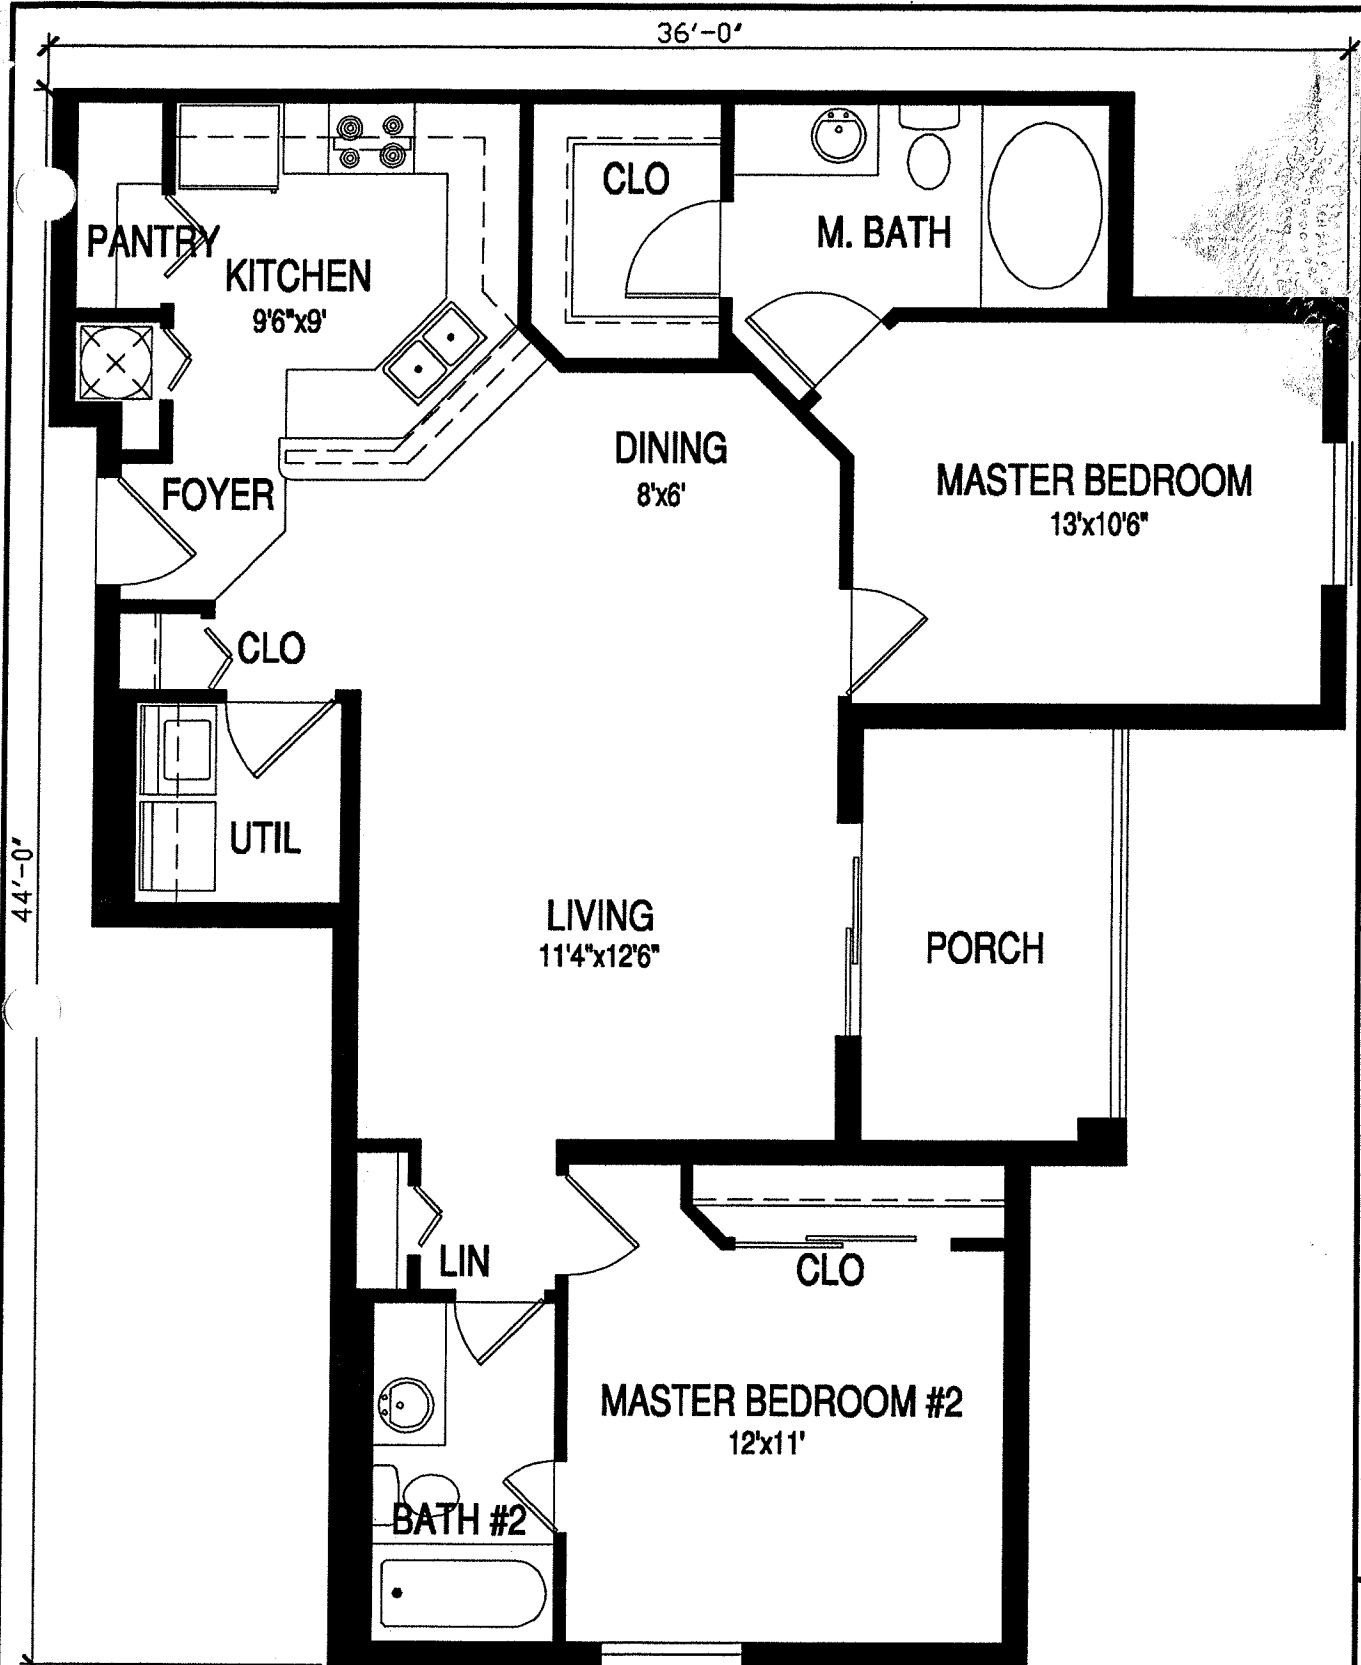 36'-0"
CLO
M. BATH
PANTRY
KITCHEN
9'6"x9'
DINING
8'x6'
MASTER BEDROOM
13'x10'6"
FOYER
CLO
UTIL
44'-0"
LIVING
11'4"x12'6"
PORCH
LIN
CLO
MASTER BEDROOM #2
12'x11'
BATH #2